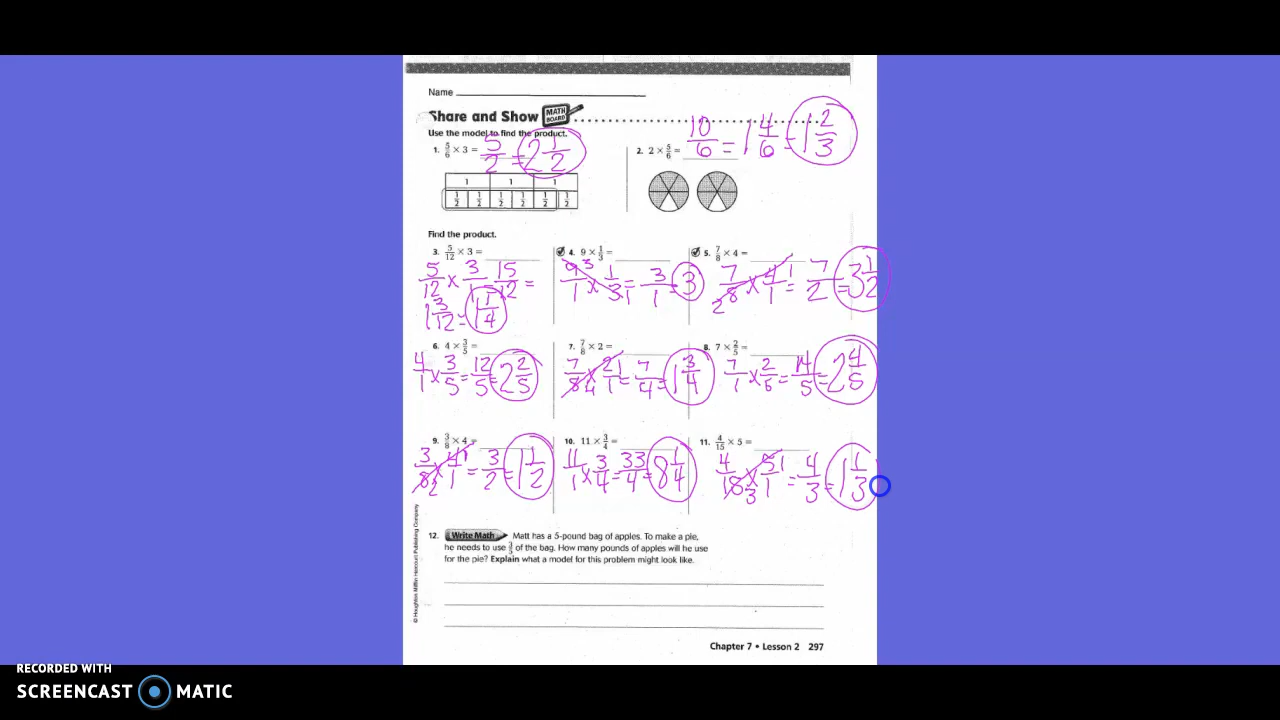 Name
Share and Show MATH BOARD
Use the model to find the product.
1. 5/6 × 3 = 5/2 = 2 1/2
2. 2 × 5/6 = 10/6 = 1 4/6 = 1 2/3
1 1 1
1/2 1/2 1/2 1/2 1/2 1/2
Find the product.
3. 5/12 × 3 =
5/12 × 3/1 15/12 =
1 3/12 = 1 1/4
4. 9 × 1/3 =
9/1 3 × 1/3 1 = 3/1 = 3
5. 7/8 × 4 =
7/8 2 × 4/1 1 = 7/2 = 3 1/2
6. 4 × 3/5 =
4/1 × 3/5 = 12/5 = 2 2/5
7. 7/8 × 2 =
7/8 4 × 2/1 1 = 7/4 = 1 3/4
8. 7 × 2/5 =
7/1 × 2/5 = 14/5 = 2 4/5
9. 3/8 × 4 =
3/8 2 × 4/1 1 = 3/2 = 1 1/2
10. 11 × 3/4 =
11/1 × 3/4 = 33/4 = 8 1/4
11. 4/15 × 5 =
4/15 3 × 5/1 1 = 4/3 = 1 1/3
12. Write Math Matt has a 5-pound bag of apples. To make a pie,
he needs to use 3/5 of the bag. How many pounds of apples will he use
for the pie? Explain what a model for this problem might look like.
© Houghton Mifflin Harcourt Publishing Company
Chapter 7 • Lesson 2 297
RECORDED WITH
SCREENCAST MATIC